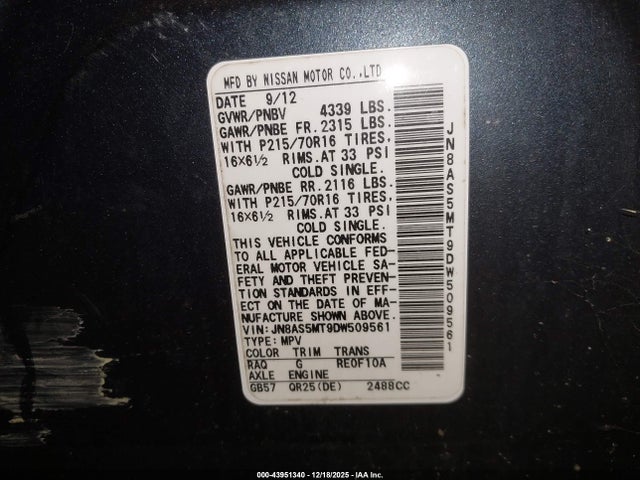 MFD BY NISSAN MOTOR CO.,LTD
DATE 9/12
GVWR/PNBV 4339 LBS.
GAWR/PNBE FR.2315 LBS.
WITH P215/70R16 TIRES,
16X6½ RIMS.AT 33 PSI
COLD SINGLE.
GAWR/PNBE RR.2116 LBS.
WITH P215/70R16 TIRES,
16X6½ RIMS.AT 33 PSI
COLD SINGLE.
THIS VEHICLE CONFORMS
TO ALL APPLICABLE FED-
ERAL MOTOR VEHICLE SA-
FETY AND THEFT PREVEN-
TION STANDARDS IN EFF-
ECT ON THE DATE OF MA-
NUFACTURE SHOWN ABOVE.
VIN: JN8AS5MT9DW509561
TYPE: MPV
COLOR TRIM TRANS
RAQ G RE0F10A
AXLE ENGINE
GB57 QR25(DE) 2488CC
JN8AS5MT9DW509561
000-43951340 - 12/18/2025 - IAA Inc.